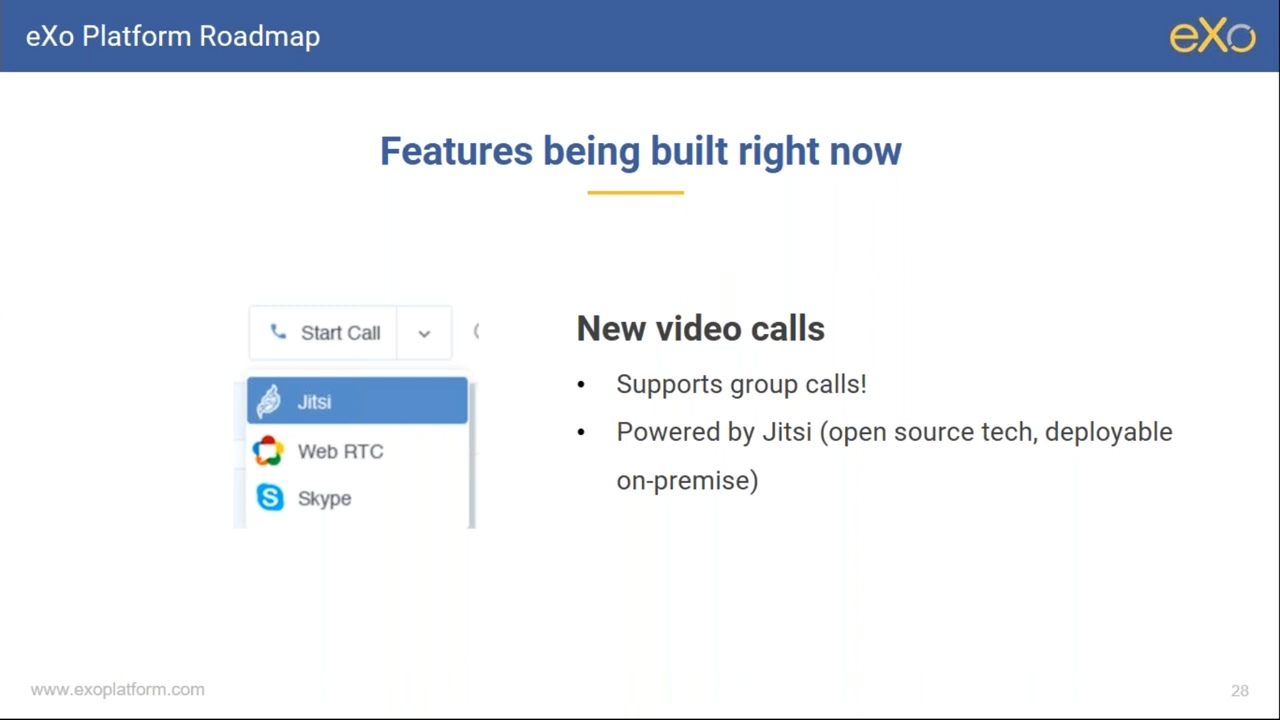 eXo Platform Roadmap
eXo
Features being built right now
Start Call
Jitsi
Web RTC
Skype
New video calls
• Supports group calls!
• Powered by Jitsi (open source tech, deployable
on-premise)
www.exoplatform.com
28